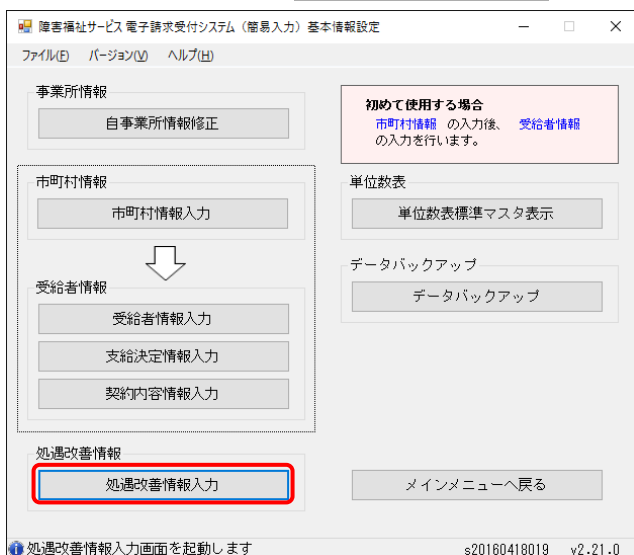 障害福祉サービス 電子請求受付システム（簡易入力）基本情報設定
ファイル(F) バージョン(V) ヘルプ(H)
事業所情報
自事業所情報修正
初めて使用する場合
市町村情報 の入力後、 受給者情報
の入力を行います。
市町村情報
市町村情報入力
単位数表
単位数表標準マスタ表示
データバックアップ
データバックアップ
受給者情報
受給者情報入力
支給決定情報入力
契約内容情報入力
処遇改善情報
処遇改善情報入力
メインメニューへ戻る
処遇改善情報入力画面を起動します
s20160418019 v2.21.0